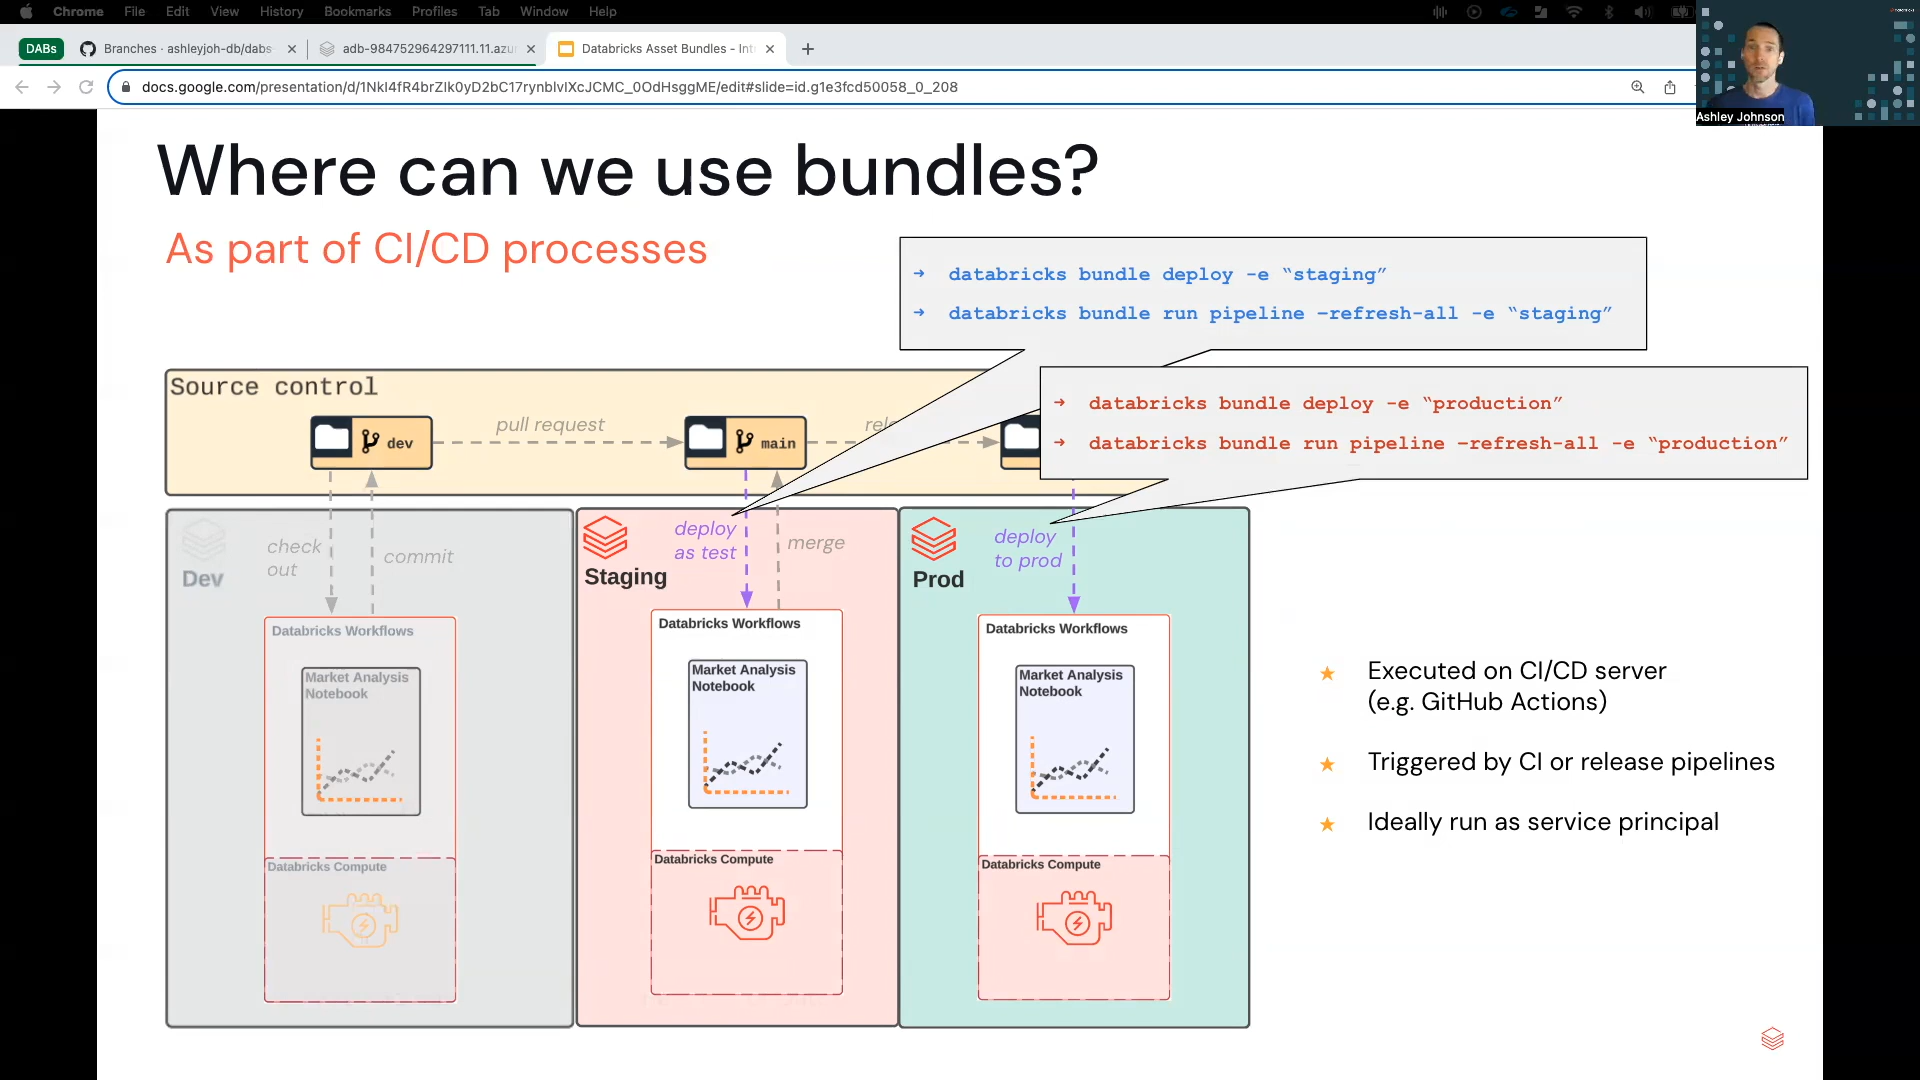 Chrome File Edit View History Bookmarks Profiles Tab Window Help
DABs
Branches · ashleyjoh-db/dabs
adb-984752964297111.11.azu
Databricks Asset Bundles - Int
docs.google.com/presentation/d/1NkI4fR4brZlk0yD2bC17rynbIvIXcJCMC_0OdHsggME/edit#slide=id.g1e3fcd50058_0_208
Ashley Johnson
Where can we use bundles?
As part of CI/CD processes
➔ databricks bundle deploy -e “staging”
➔ databricks bundle run pipeline –refresh-all -e “staging”
➔ databricks bundle deploy -e “production”
➔ databricks bundle run pipeline –refresh-all -e “production”
Source control
dev
pull request
main
rele
Dev
check
out
commit
Databricks Workflows
Market Analysis
Notebook
Databricks Compute
Staging
deploy
as test
merge
Databricks Workflows
Market Analysis
Notebook
Databricks Compute
Prod
deploy
to prod
Databricks Workflows
Market Analysis
Notebook
Databricks Compute
★ Executed on CI/CD server
(e.g. GitHub Actions)
★ Triggered by CI or release pipelines
★ Ideally run as service principal